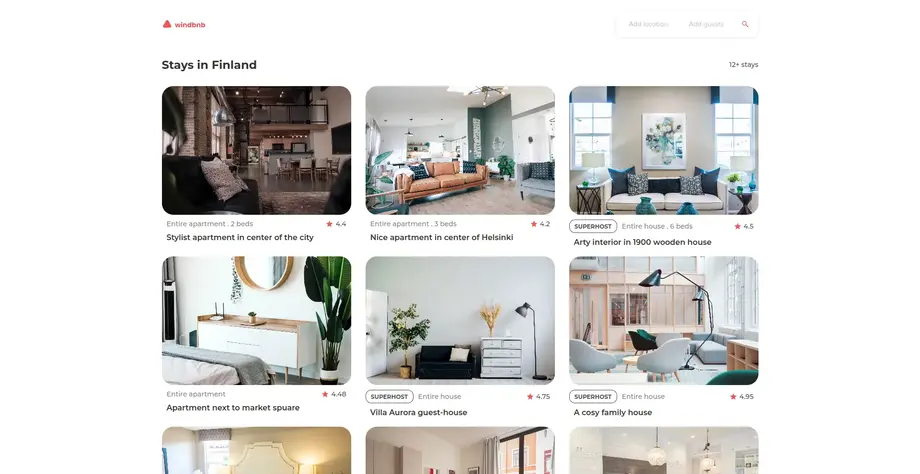 windbnb
Add location
Add guests
Stays in Finland
12+ stays
Entire apartment . 2 beds
4.4
Stylist apartment in center of the city
Entire apartment . 3 beds
4.2
Nice apartment in center of Helsinki
SUPERHOST
Entire house . 6 beds
4.5
Arty interior in 1900 wooden house
Entire apartment
4.48
Apartment next to market spuare
SUPERHOST
Entire house
4.75
Villa Aurora guest-house
SUPERHOST
Entire house
4.95
A cosy family house